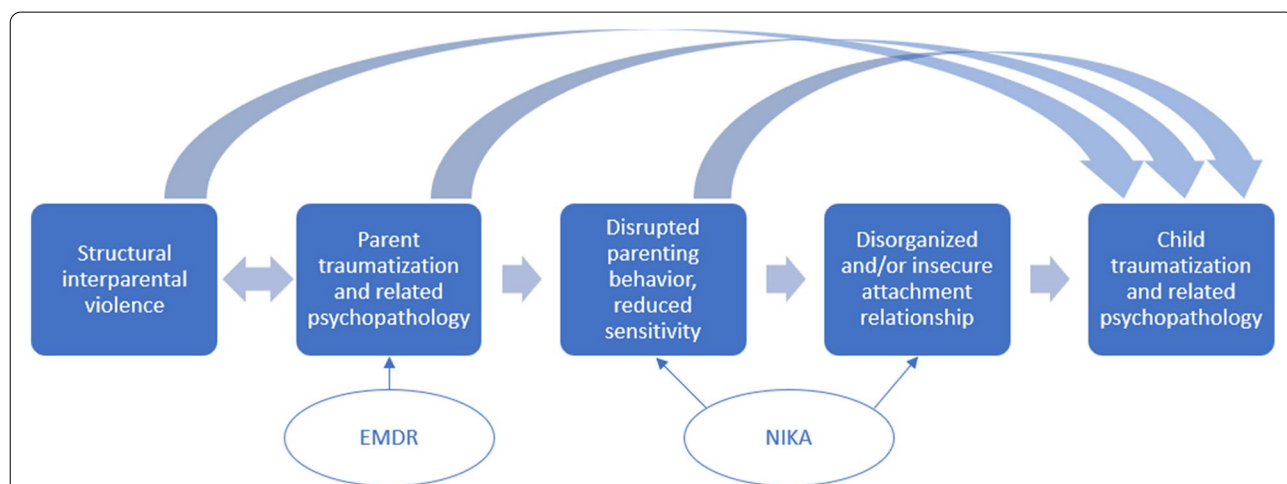 Structural
interparental
violence
Parent
traumatization
and related
psychopathology
Disrupted
parenting
behavior,
reduced
sensitivity
Disorganized
and/or insecure
attachment
relationship
Child
traumatization
and related
psychopathology
EMDR
NIKA